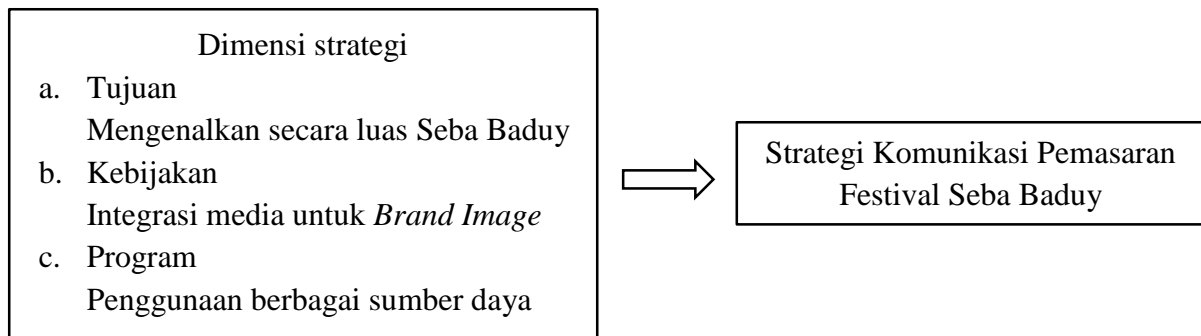 Dimensi strategi
a. Tujuan
Mengenalkan secara luas Seba Baduy
b. Kebijakan
Integrasi media untuk Brand Image
c. Program
Penggunaan berbagai sumber daya
Strategi Komunikasi Pemasaran
Festival Seba Baduy